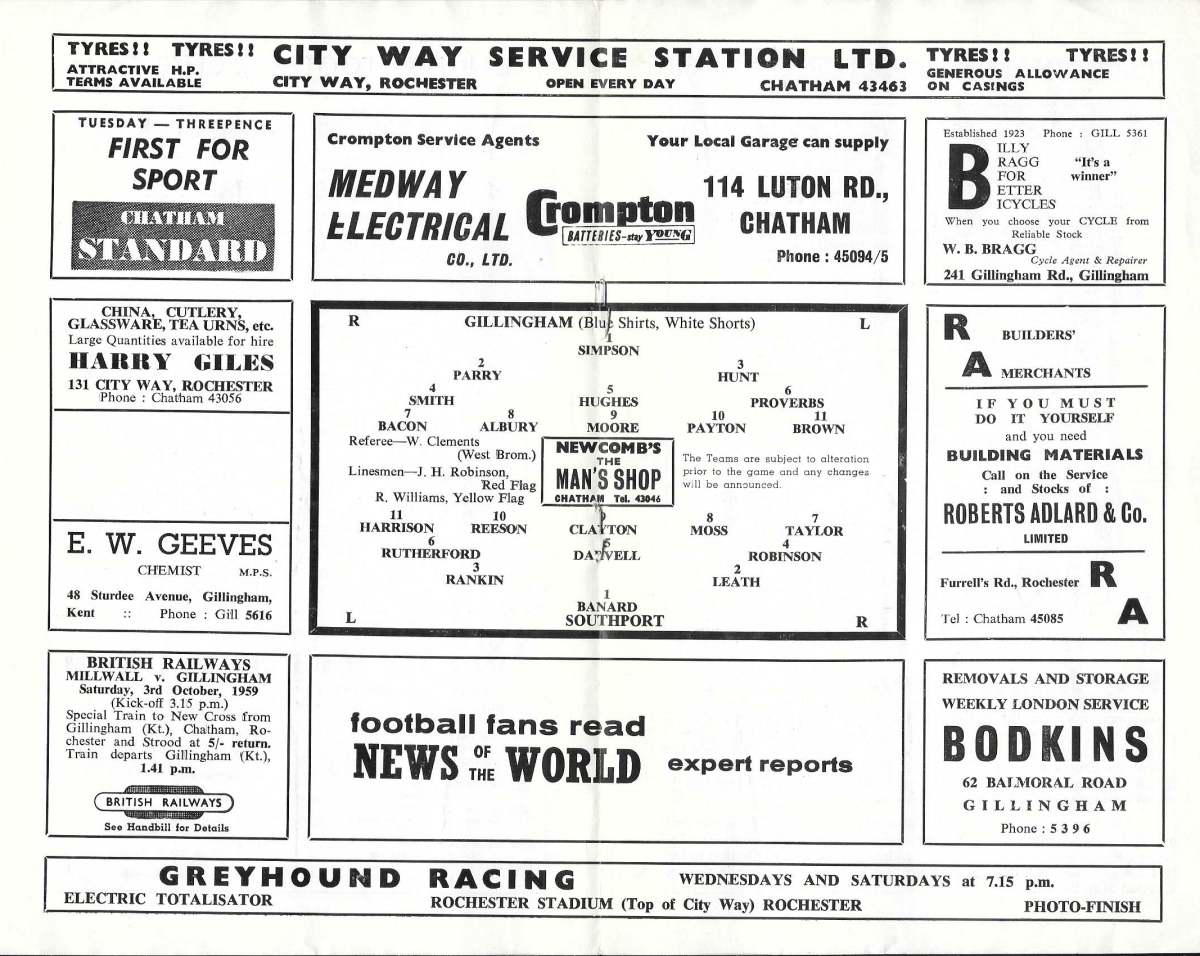 TYRES!! TYRES!! CITY WAY SERVICE STATION LTD. TYRES!! TYRES!!
ATTRACTIVE H.P.
TERMS AVAILABLE
CITY WAY, ROCHESTER OPEN EVERY DAY CHATHAM 43463
GENEROUS ALLOWANCE
ON CASINGS
TUESDAY — THREEPENCE
FIRST FOR
SPORT
CHATHAM
STANDARD
Crompton Service Agents Your Local Garage can supply
MEDWAY
ELECTRICAL
CO., LTD.
Crompton
BATTERIES-stay YOUNG
114 LUTON RD.,
CHATHAM
Phone : 45094/5
Established 1923 Phone : GILL 5361
BILLY
RAGG
FOR
ETTER
ICYCLES
"It's a
winner"
When you choose your CYCLE from
Reliable Stock
W. B. BRAGG
Cycle Agent & Repairer
241 Gillingham Rd., Gillingham
CHINA, CUTLERY,
GLASSWARE, TEA URNS, etc.
Large Quantities available for hire
HARRY GILES
131 CITY WAY, ROCHESTER
Phone : Chatham 43056
E. W. GEEVES
CHEMIST M.P.S.
48 Sturdee Avenue, Gillingham,
Kent :: Phone : Gill 5616
R GILLINGHAM (Blue Shirts, White Shorts) L
1
SIMPSON
2 3
PARRY HUNT
4 5 6
SMITH HUGHES PROVERBS
7 8 9 10 11
BACON ALBURY MOORE PAYTON BROWN
Referee—W. Clements
(West Brom.)
Linesmen—J. H. Robinson,
Red Flag
R. Williams, Yellow Flag
NEWCOMB'S
THE
MAN'S SHOP
CHATHAM Tel. 43046
The Teams are subject to alteration
prior to the game and any changes
will be announced.
11 10 9 8 7
HARRISON REESON CLAYTON MOSS TAYLOR
6 5 4
RUTHERFORD DARVELL ROBINSON
3 2
RANKIN LEATH
1
BANARD
L SOUTHPORT R
R
A
BUILDERS'
MERCHANTS
IF YOU MUST
DO IT YOURSELF
and you need
BUILDING MATERIALS
Call on the Service
: and Stocks of :
ROBERTS ADLARD & Co.
LIMITED
Furrell's Rd., Rochester R
Tel : Chatham 45085 A
BRITISH RAILWAYS
MILLWALL v. GILLINGHAM
Saturday, 3rd October, 1959
(Kick-off 3.15 p.m.)
Special Train to New Cross from
Gillingham (Kt.), Chatham, Ro-
chester and Strood at 5/- return.
Train departs Gillingham (Kt.),
1.41 p.m.
BRITISH RAILWAYS
See Handbill for Details
football fans read
NEWS OF THE WORLD expert reports
REMOVALS AND STORAGE
WEEKLY LONDON SERVICE
BODKINS
62 BALMORAL ROAD
GILLINGHAM
Phone : 5396
GREYHOUND RACING WEDNESDAYS AND SATURDAYS at 7.15 p.m.
ELECTRIC TOTALISATOR ROCHESTER STADIUM (Top of City Way) ROCHESTER PHOTO-FINISH